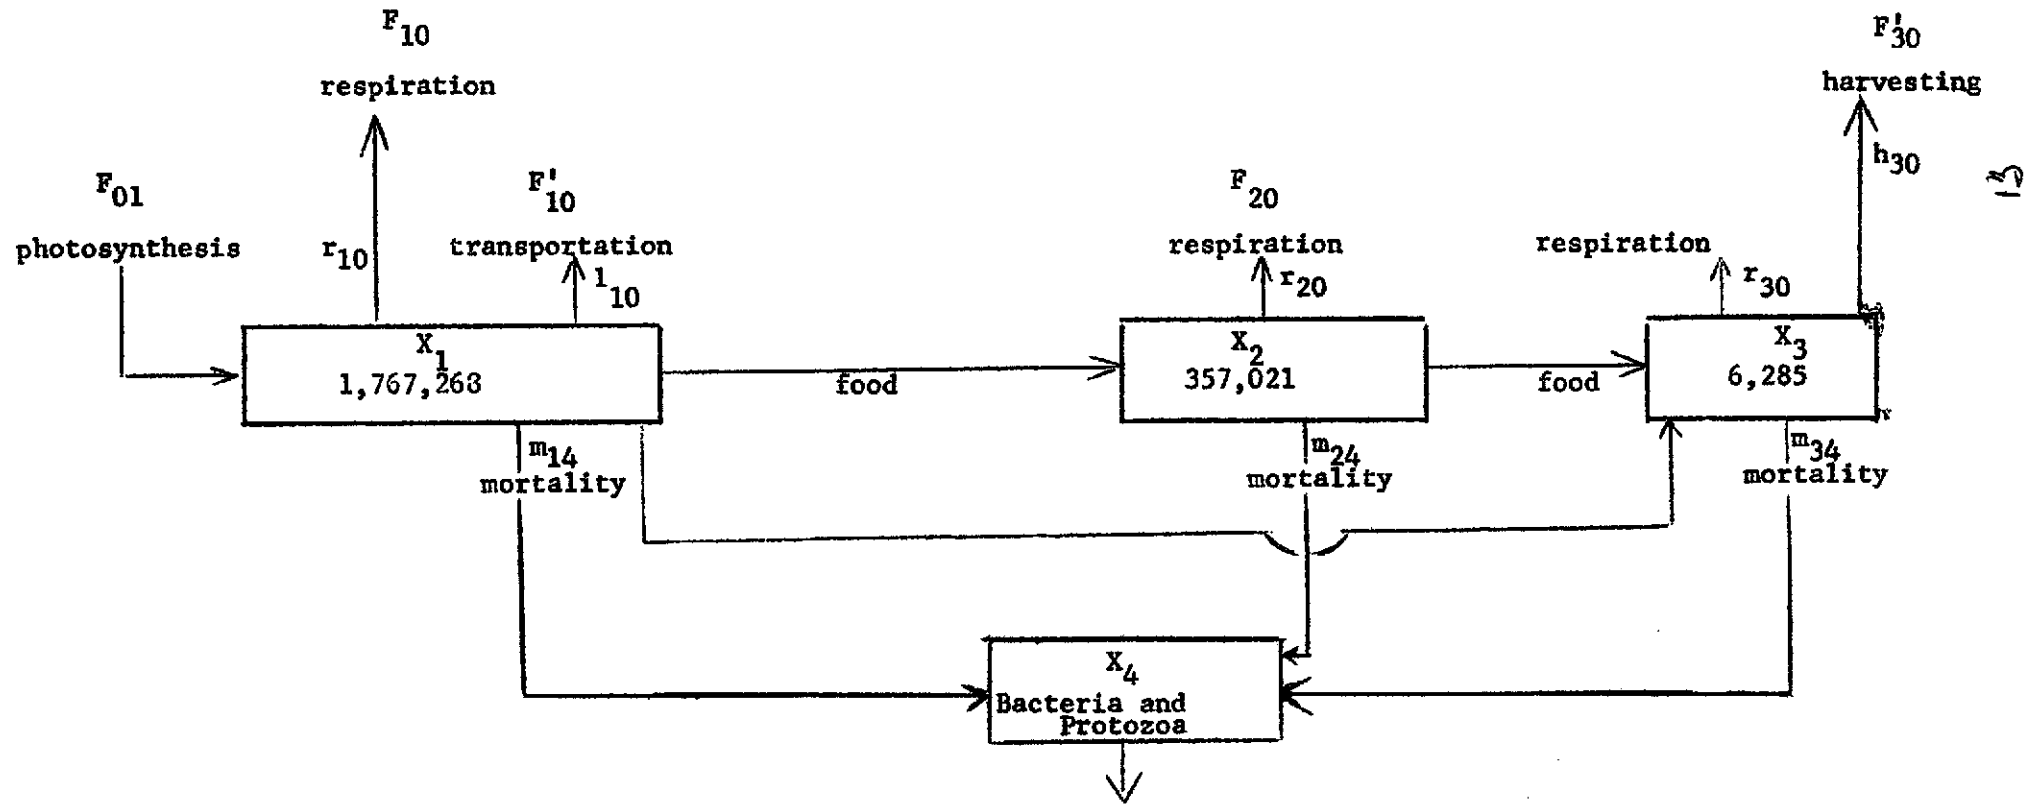 F10
respiration
F'30
harvesting
h30
13
F01
photosynthesis
r10
F'10
transportation
l10
F20
respiration
r20
respiration
r30
X1
1,767,263
food
X2
357,021
food
X3
6,285
m14
mortality
m24
mortality
m34
mortality
X4
Bacteria and
Protozoa